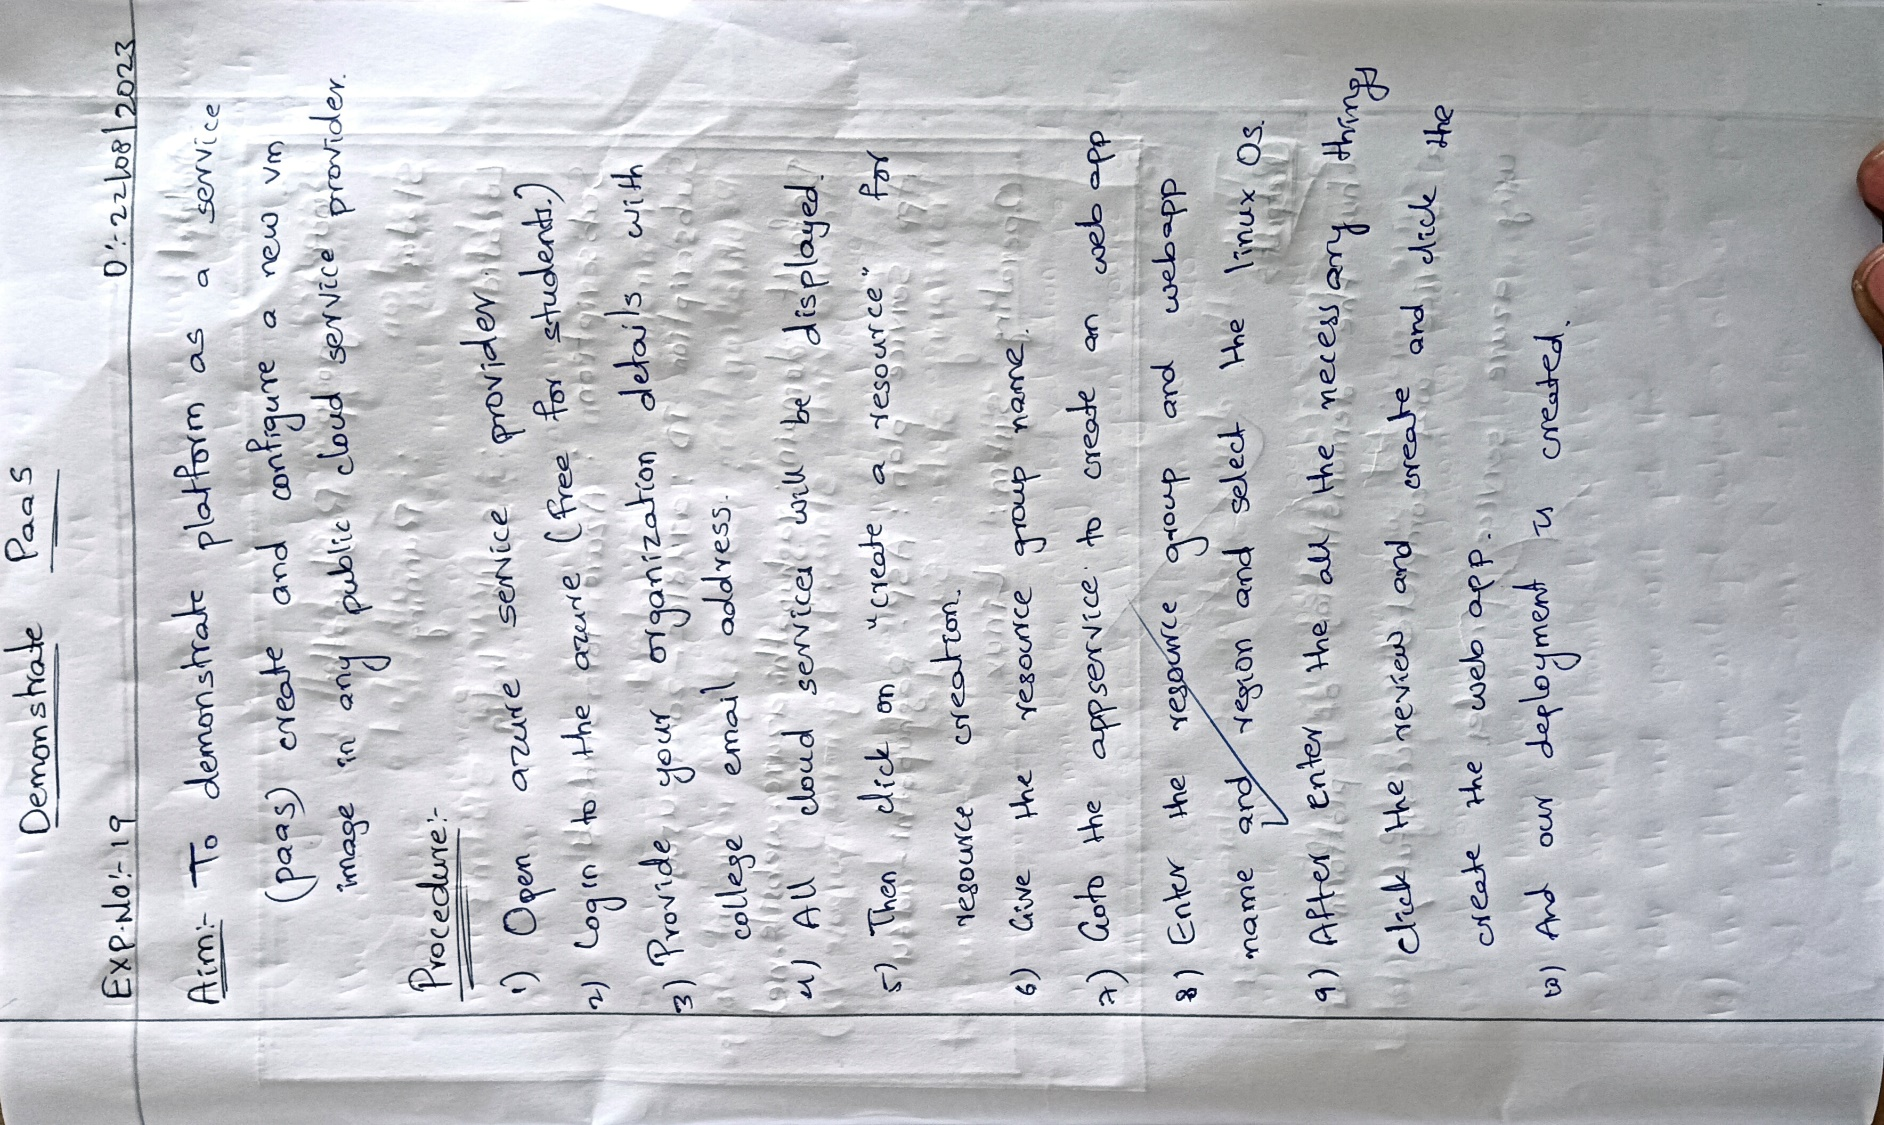 Demonstrate Paas
Exp.No:-19 D:-22/08/2023
Aim:- To demonstrate platform as a service
(paas) create and configure a new vm
image in any public cloud service provider.
Procedure:-
1) Open azure service provider.
2) Login to the azure (free for students.)
3) Provide your organization details with
college email address.
4) All cloud services will be displayed.
5) Then click on "create a resource" for
resource creation.
6) Give the resource group name.
7) Goto the appservice to create an web app
8) Enter the resource group and webapp
name and region and select the linux Os.
9) After enter the all the necessary things
click the review and create and click the
create the web app.
10) And our deployment is created.